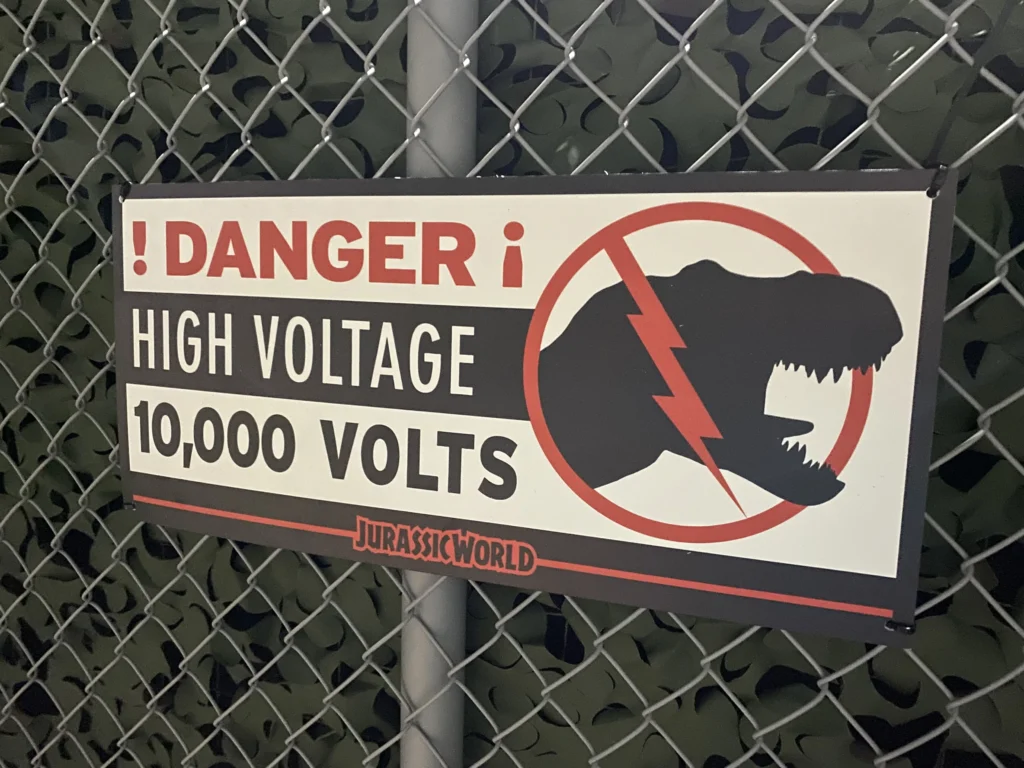 ! DANGER ¡
HIGH VOLTAGE
10,000 VOLTS
JURASSIC WORLD